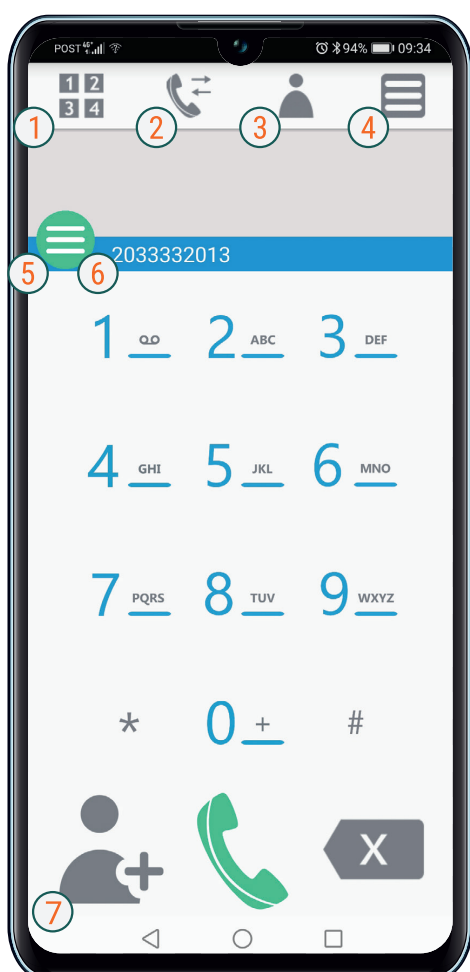 POST 4G 94% 09:34
1 2
3 4
1 2 3 4
2033332013
5 6
1 2 ABC 3 DEF
4 GHI 5 JKL 6 MNO
7 PQRS 8 TUV 9 WXYZ
* 0 + #
X
7